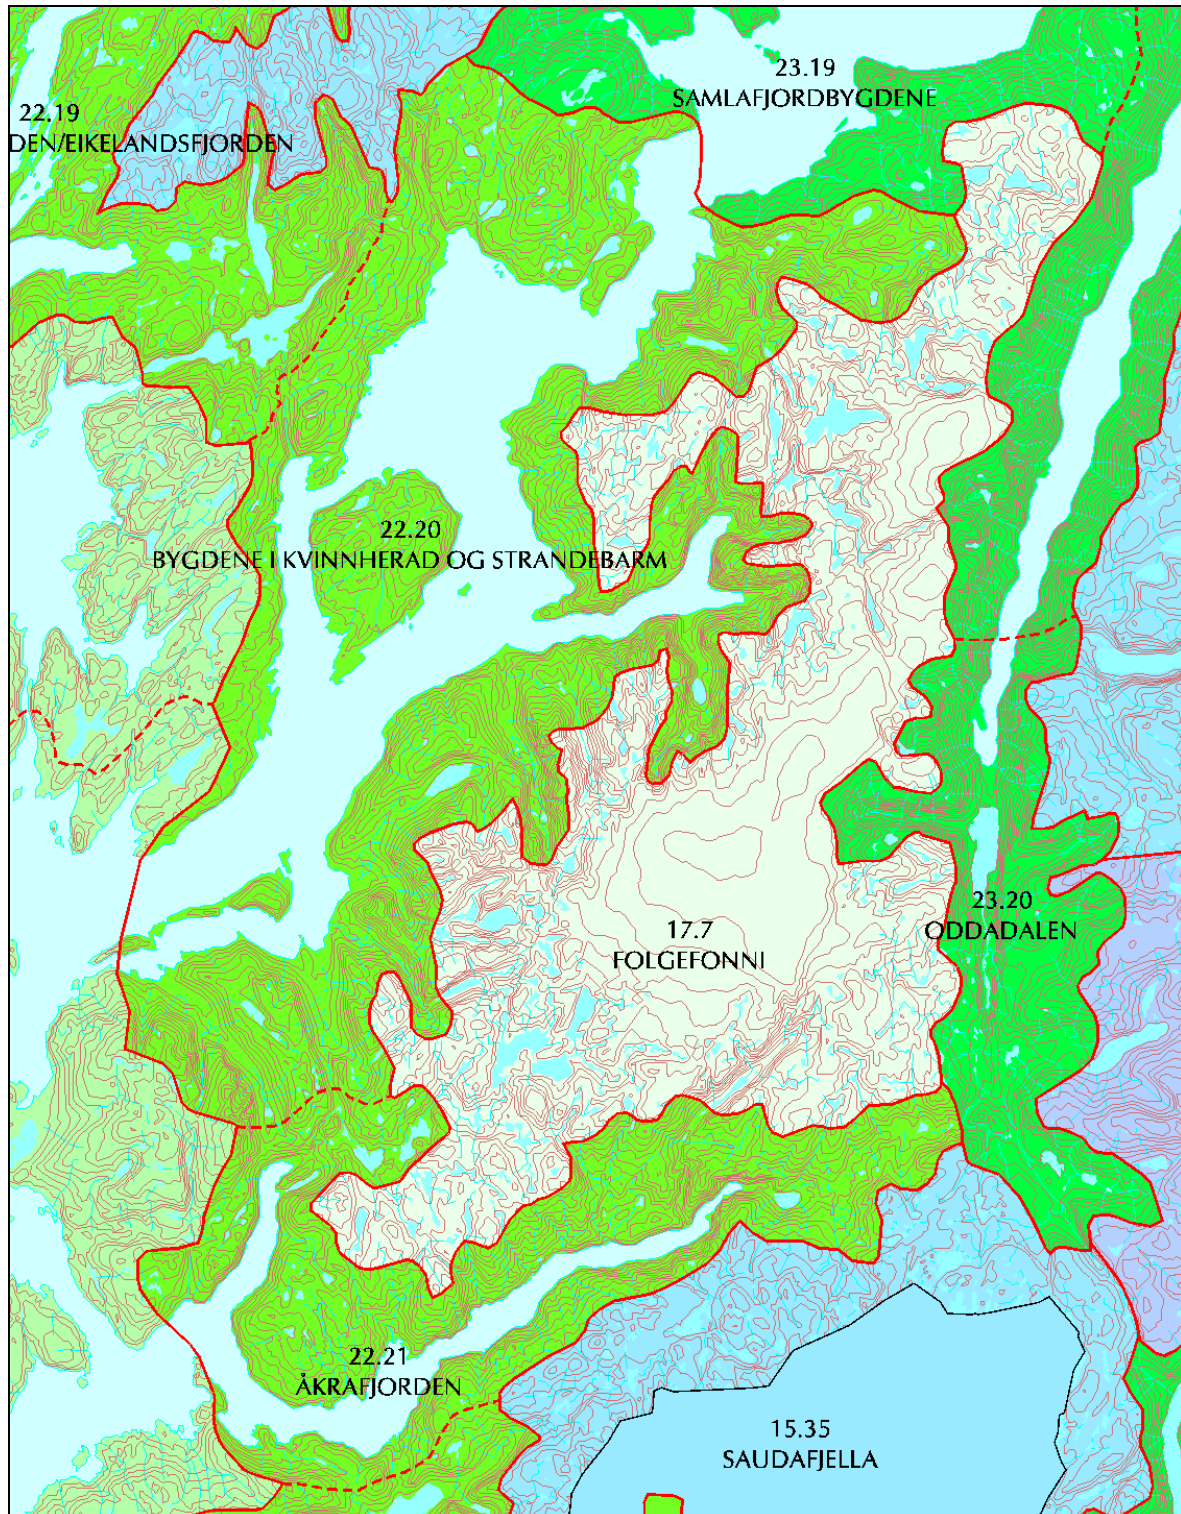 23.19
SAMLAFJORDBYGDENE
22.19
DEN/EIKELANDSFJORDEN
22.20
BYGDENE I KVINNHERAD OG STRANDEBARM
23.20
ODDADALEN
17.7
FOLGEFONNI
22.21
ÅKRAFJORDEN
15.35
SAUDAFJELLA